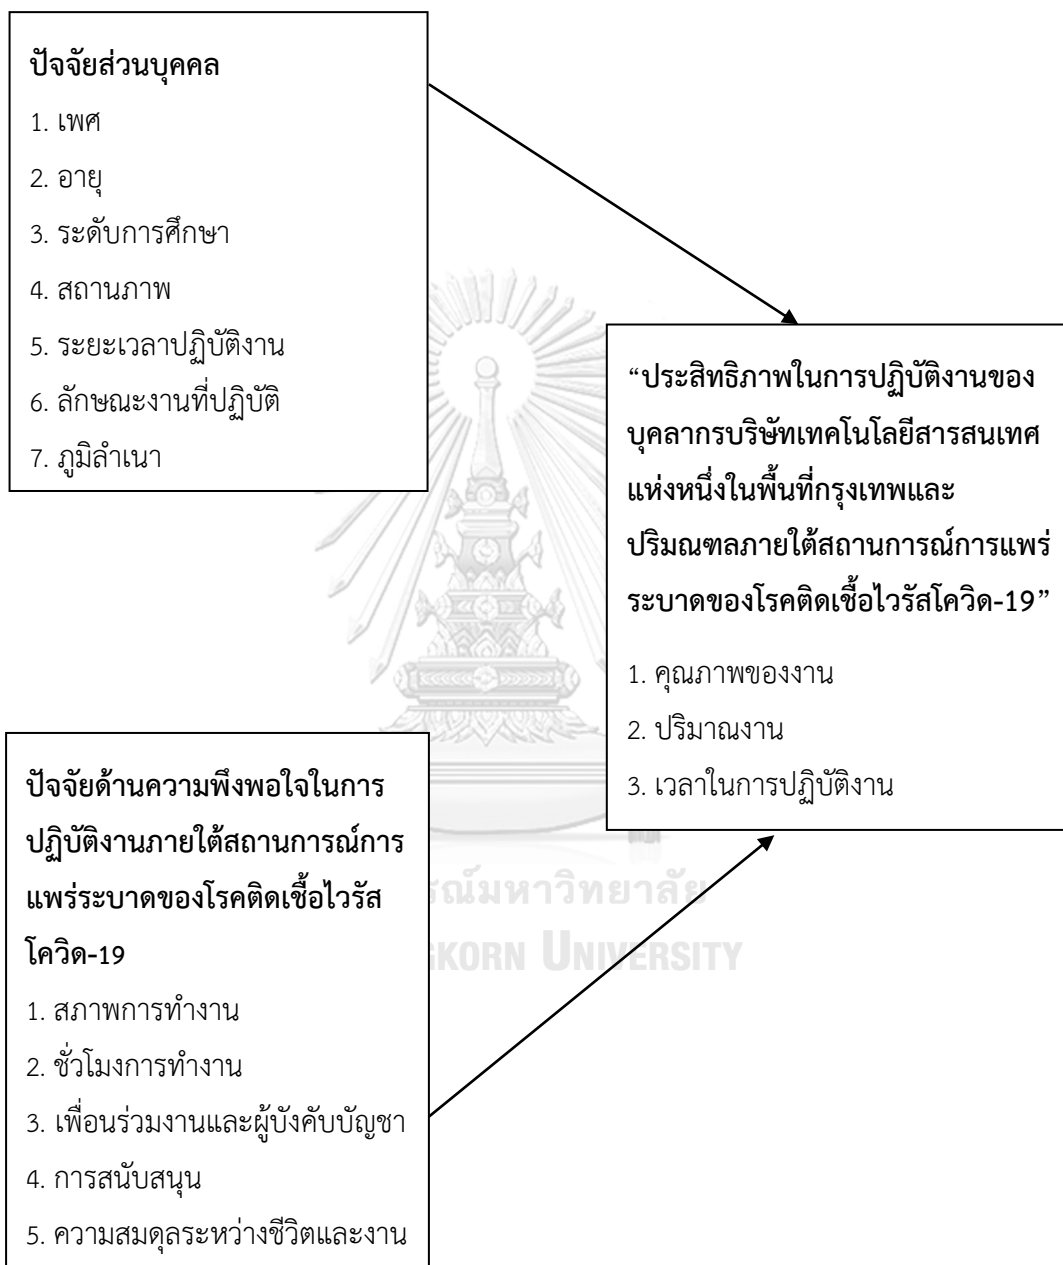 ปัจจัยส่วนบุคคล
1. เพศ
2. อายุ
3. ระดับการศึกษา
4. สถานภาพ
5. ระยะเวลาปฏิบัติงาน
6. ลักษณะงานที่ปฏิบัติ
7. ภูมิลำเนา
“ประสิทธิภาพในการปฏิบัติงานของ
บุคลากรบริษัทเทคโนโลยีสารสนเทศ
แห่งหนึ่งในพื้นที่กรุงเทพและ
ปริมณฑลภายใต้สถานการณ์การแพร่
ระบาดของโรคติดเชื้อไวรัสโควิด-19”
1. คุณภาพของงาน
2. ปริมาณงาน
3. เวลาในการปฏิบัติงาน
ปัจจัยด้านความพึงพอใจในการ
ปฏิบัติงานภายใต้สถานการณ์การ
แพร่ระบาดของโรคติดเชื้อไวรัส
โควิด-19
1. สภาพการทำงาน
2. ชั่วโมงการทำงาน
3. เพื่อนร่วมงานและผู้บังคับบัญชา
4. การสนับสนุน
5. ความสมดุลระหว่างชีวิตและงาน
รณ์มหาวิทยาลัย
GKORN UNIVERSITY